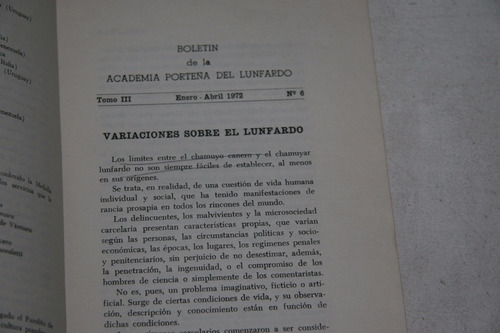 (Uruguay)
Italia)
(Uruguay)
BOLETIN
de la
ACADEMIA PORTEÑA DEL LUNFARDO
Tomo III Enero - Abril 1972 Nº 6
VARIACIONES SOBRE EL LUNFARDO
Los límites entre el chamuyo canero y el chamuyar
lunfardo no son siempre fáciles de establecer, al menos
en sus orígenes.
Se trata, en realidad, de una cuestión de vida humana
individual y social, que ha tenido manifestaciones de
rancia prosapia en todos los rincones del mundo.
Los delincuentes, los malvivientes y la microsociedad
carcelaria presentan características propias, que varían
según las personas, las circunstancias políticas y socio-
económicas, las épocas, los lugares, los regímenes penales
y penitenciarios, sin perjuicio de no desestimar, además,
la penetración, la ingenuidad, o el compromiso de los
hombres de ciencia o simplemente de los comentaristas.
No es, pues, un problema imaginativo, ficticio o arti-
ficial. Surge de ciertas condiciones de vida, y su observa-
ción, descripción y conocimiento están en función de
dichas condiciones.
carcelarios comenzaron a ser conside-